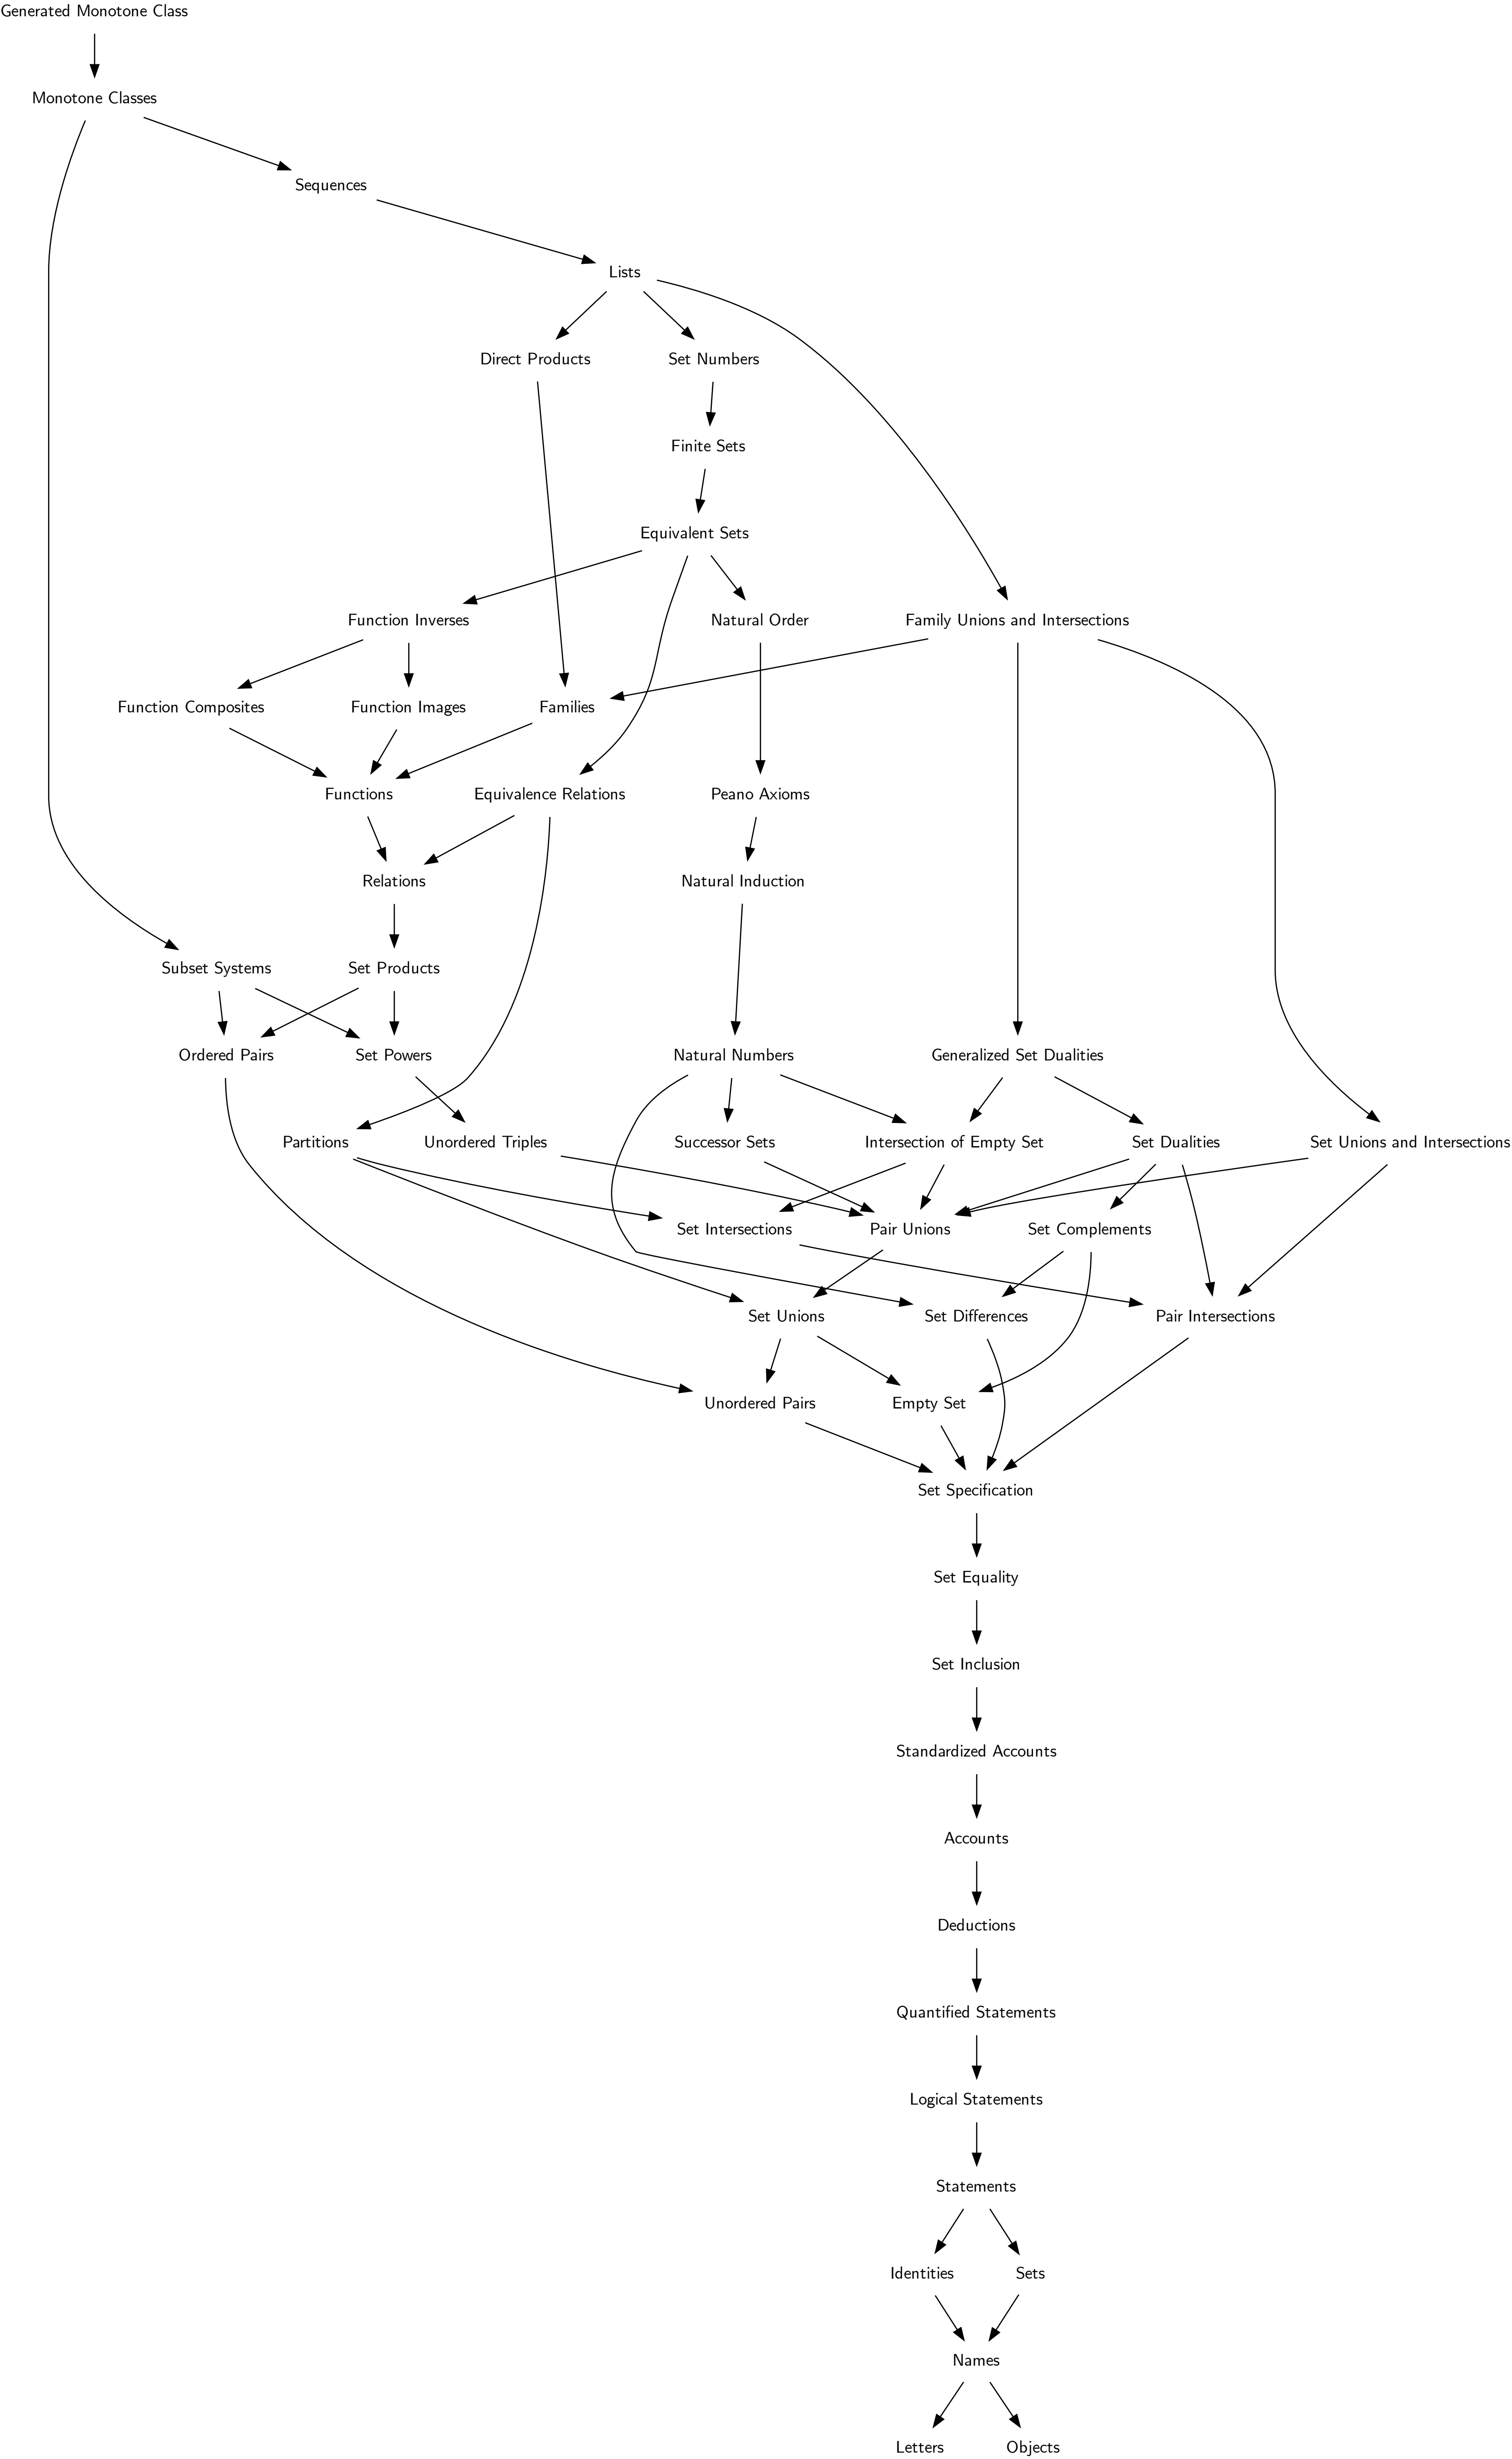 Generated Monotone Class
Monotone Classes
Sequences
Lists
Direct Products
Set Numbers
Finite Sets
Equivalent Sets
Function Inverses
Natural Order
Family Unions and Intersections
Function Composites
Function Images
Families
Functions
Equivalence Relations
Peano Axioms
Relations
Natural Induction
Subset Systems
Set Products
Ordered Pairs
Set Powers
Natural Numbers
Generalized Set Dualities
Partitions
Unordered Triples
Successor Sets
Intersection of Empty Set
Set Dualities
Set Unions and Intersections
Set Intersections
Pair Unions
Set Complements
Set Unions
Set Differences
Pair Intersections
Unordered Pairs
Empty Set
Set Specification
Set Equality
Set Inclusion
Standardized Accounts
Accounts
Deductions
Quantified Statements
Logical Statements
Statements
Identities
Sets
Names
Letters
Objects